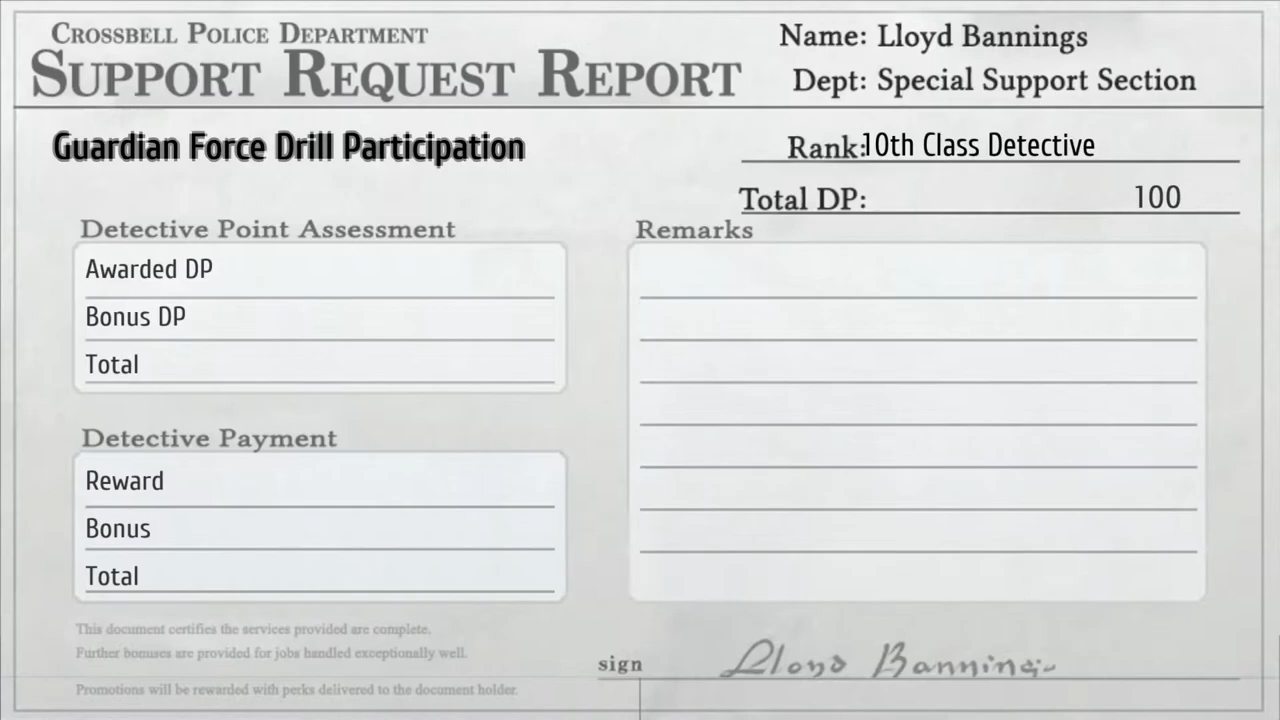 CROSSBELL POLICE DEPARTMENT
SUPPORT REQUEST REPORT
Name: Lloyd Bannings
Dept: Special Support Section
Guardian Force Drill Participation
Rank: 10th Class Detective
Total DP: 100
Detective Point Assessment
Awarded DP
Bonus DP
Total
Remarks
Detective Payment
Reward
Bonus
Total
This document certifies the services provided are complete.
Further bonuses are provided for jobs handled exceptionally well.
Promotions will be rewarded with perks delivered to the document holder.
sign Lloyd Bannings